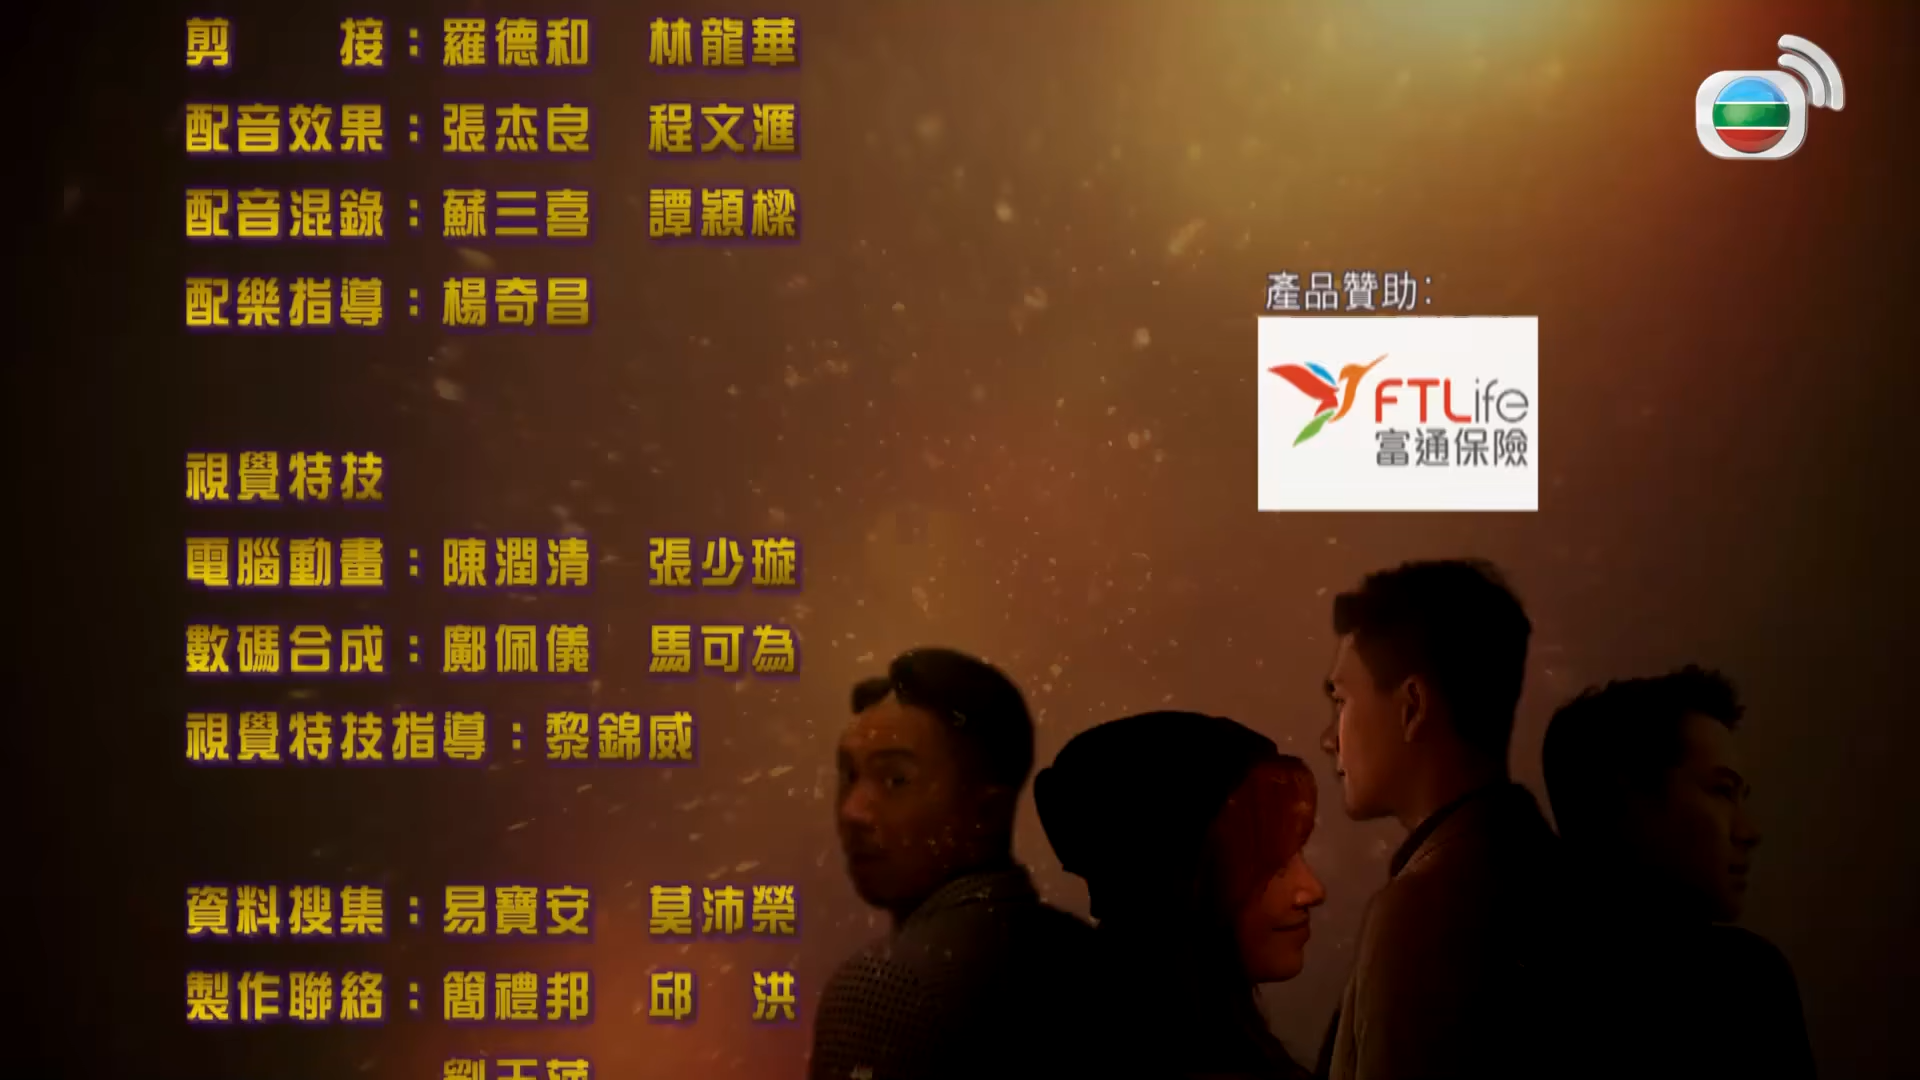 剪　　接：羅德和　林龍華
配音效果：張杰良　程文滙
配音混錄：蘇三喜　譚穎樑
配樂指導：楊奇昌
視覺特技
電腦動畫：陳潤清　張少璇
數碼合成：鄺佩儀　馬可為
視覺特技指導：黎錦威
資料搜集：易寶安　莫沛榮
製作聯絡：簡禮邦　邱　洪
產品贊助：
FTLife
富通保險